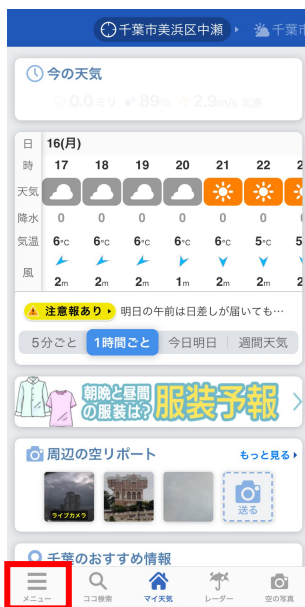 千葉市美浜区中瀬 千葉市
今の天気
0.0ミリ 89% 2.9m/s 北東
日 16(月)
時 17 18 19 20 21 22 2
天気
降水 0 0 0 0 0 0
気温 6℃ 6℃ 6℃ 6℃ 6℃ 5℃ 5
風
2m 2m 2m 1m 2m 2m 2
注意報あり 明日の午前は日差しが届いても…
5分ごと 1時間ごと 今日明日 週間天気
朝晩と昼間の服装は? 服装予報
周辺の空リポート もっと見る
ライブカメラ
送る
千葉のおすすめ情報
メニュー ココ検索 マイ天気 レーダー 空の写真